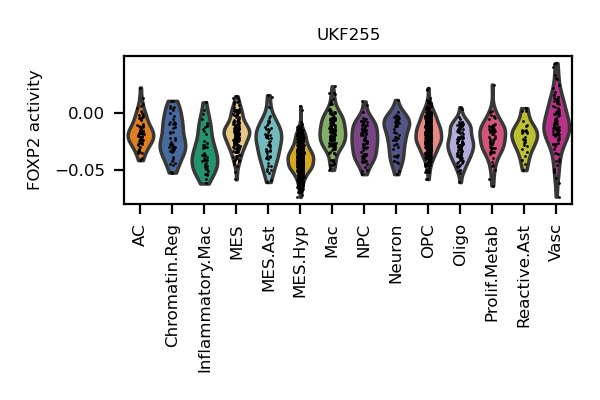 UKF255
FOXP2 activity
0.00
−0.05
AC
Chromatin.Reg
Inflammatory.Mac
MES
MES.Ast
MES.Hyp
Mac
NPC
Neuron
OPC
Oligo
Prolif.Metab
Reactive.Ast
Vasc